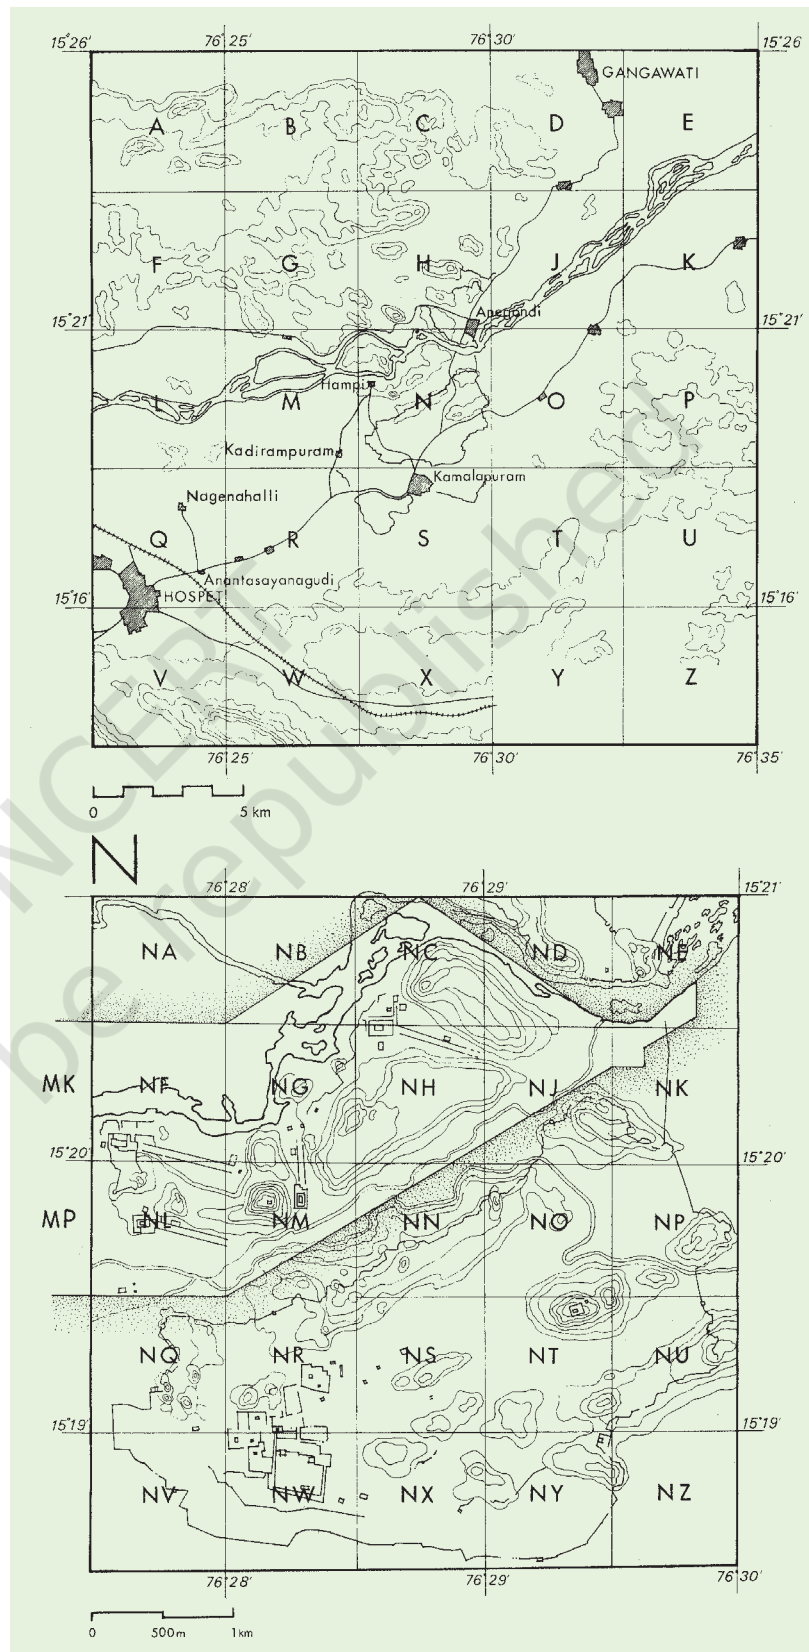 15°26' 76°25' 76°30' 15°26'
GANGAWATI
A B C D E
F G H J K
Anegondi
15°21' 15°21'
Hampi
L M N O P
Kadirampuram
Kamalapuram
Nagenahalli
Q R S T U
Anantasayanagudi
HOSPET
15°16' 15°16'
V W X Y Z
76°25' 76°30' 76°35'
0 5 km
N
76°28' 76°29' 15°21'
NA NB NC ND NE
MK NF NG NH NJ NK
15°20' 15°20'
MP NL NM NN NO NP
NQ NR NS NT NU
15°19' 15°19'
NV NW NX NY NZ
76°28' 76°29' 76°30'
0 500m 1km
NCERT
be republished